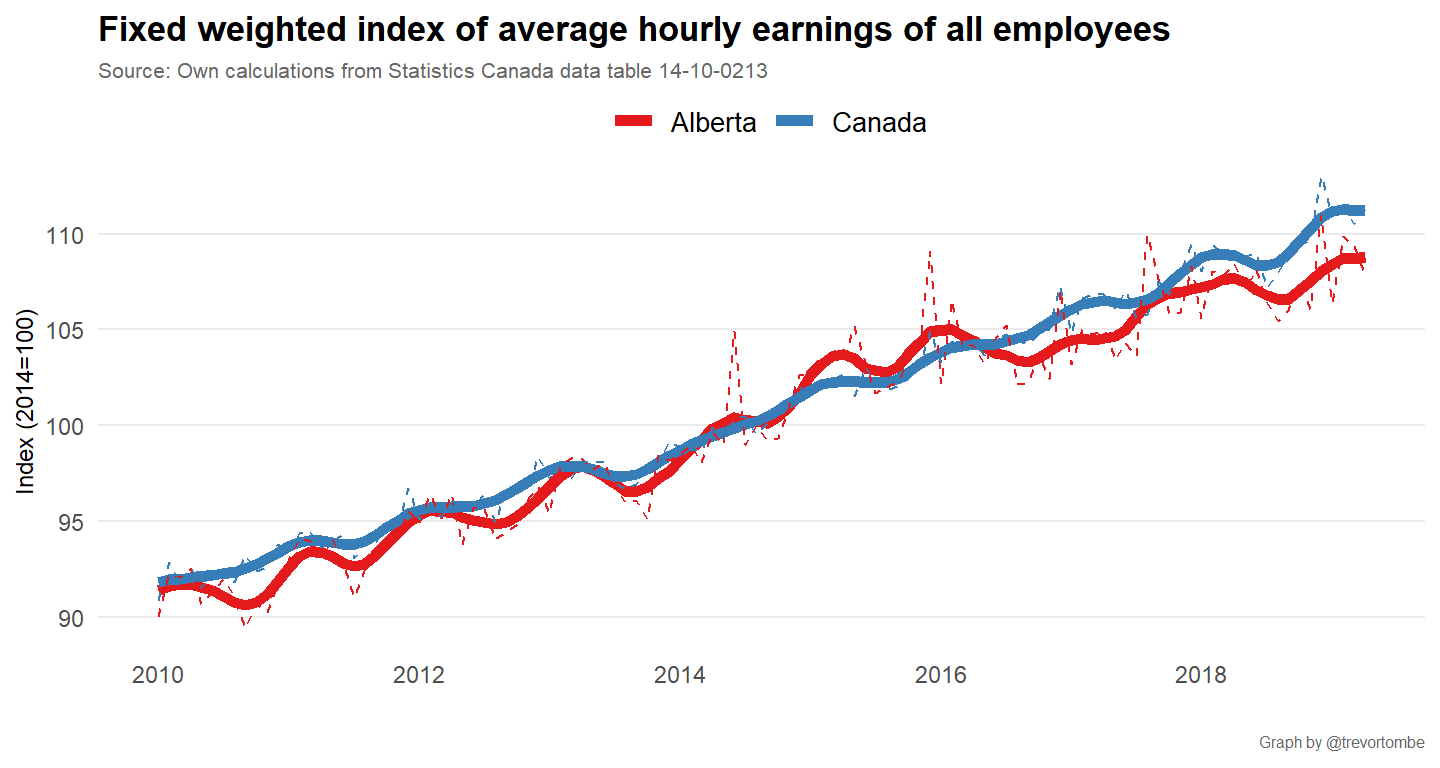 Fixed weighted index of average hourly earnings of all employees
Source: Own calculations from Statistics Canada data table 14-10-0213
Alberta Canada
Index (2014=100)
110
105
100
95
90
2010 2012 2014 2016 2018
Graph by @trevortombe